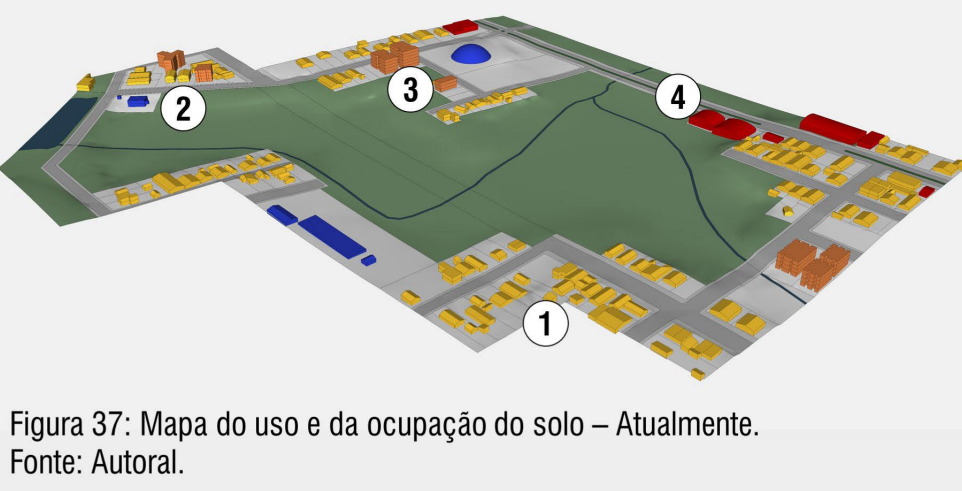 4
3
2
1
Figura 37: Mapa do uso e da ocupação do solo – Atualmente.
Fonte: Autoral.